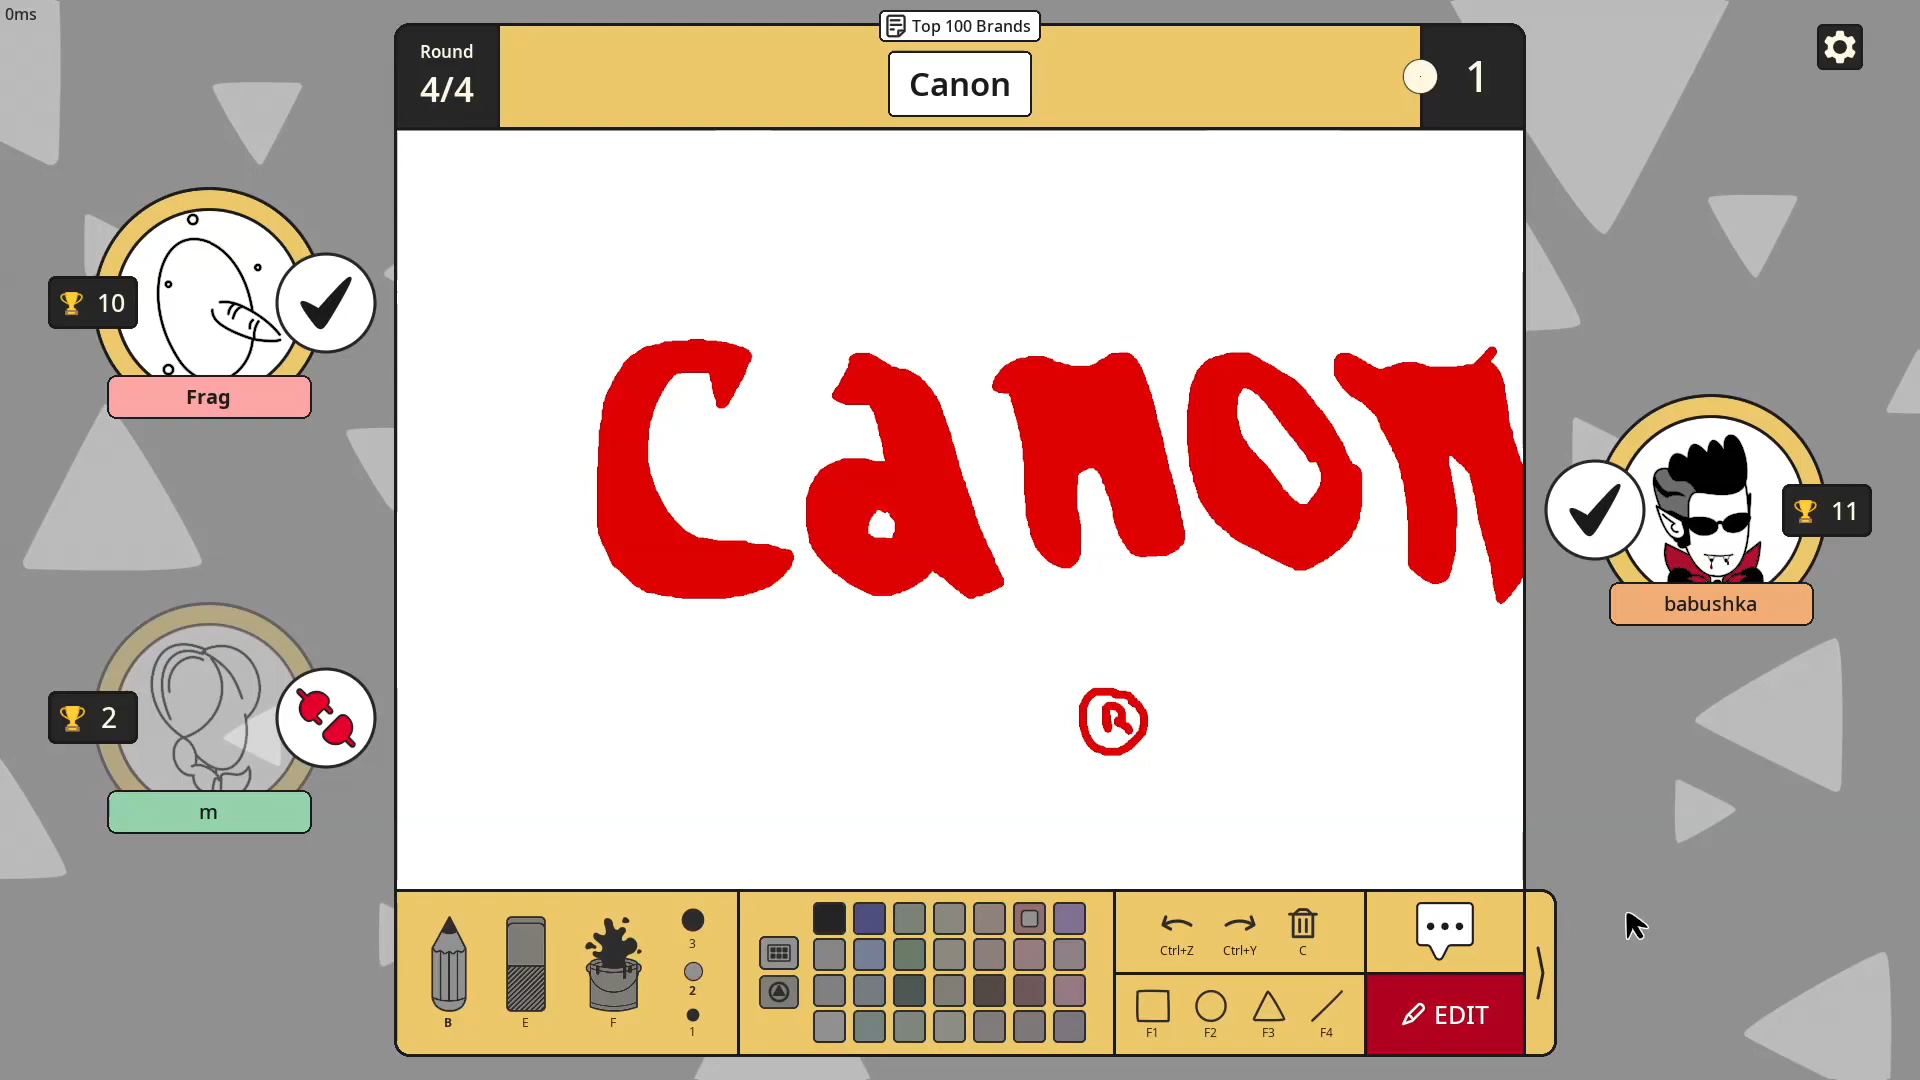 0ms
Top 100 Brands
Round
4/4
Canon
1
10
Frag
Canon
®
11
babushka
2
m
B
E
F
3
2
1
Ctrl+Z
Ctrl+Y
C
F1
F2
F3
F4
EDIT